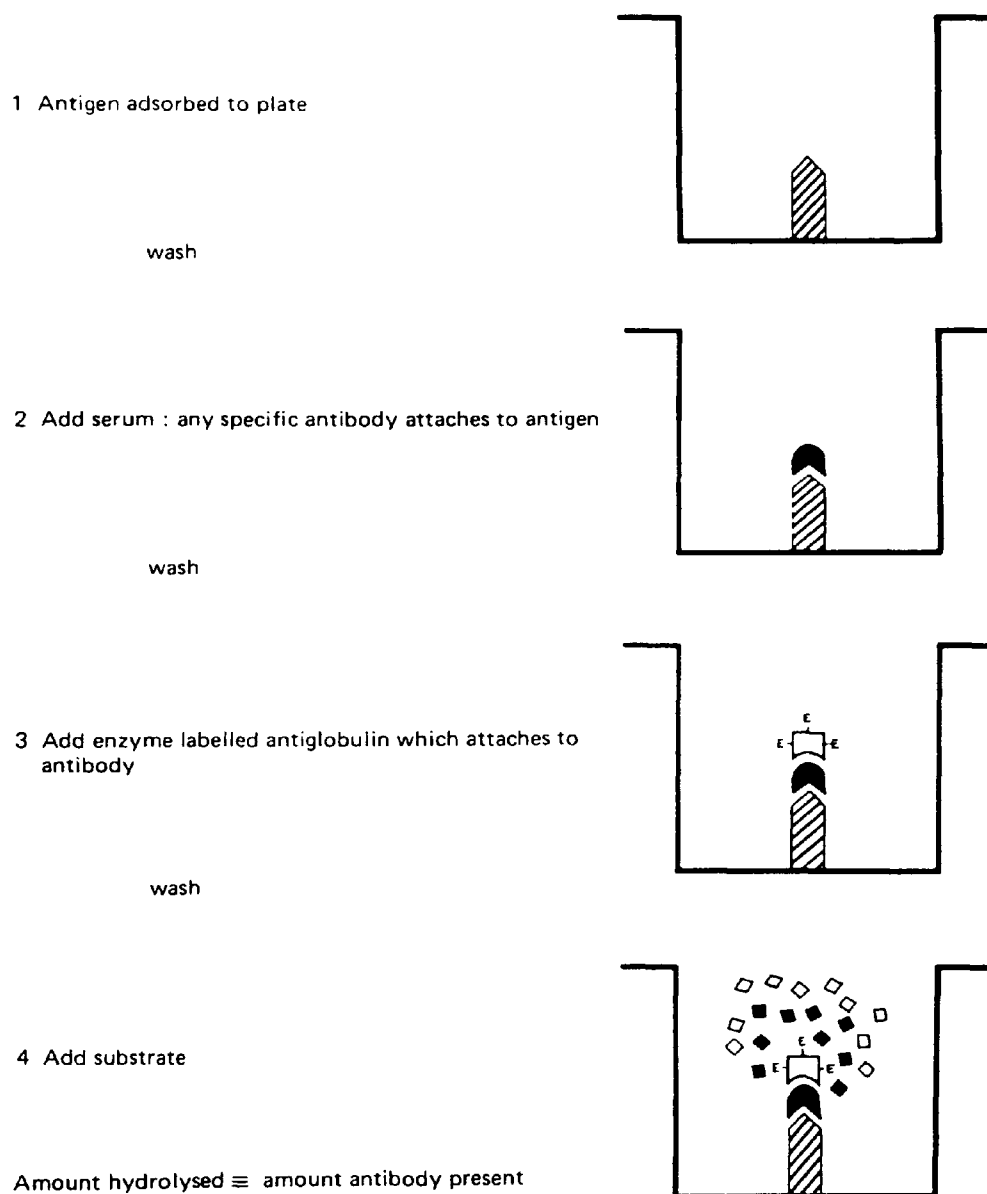 1 Antigen adsorbed to plate
wash
2 Add serum : any specific antibody attaches to antigen
wash
3 Add enzyme labelled antiglobulin which attaches to
antibody
E
E E
wash
4 Add substrate
E
E E
Amount hydrolysed ≡ amount antibody present